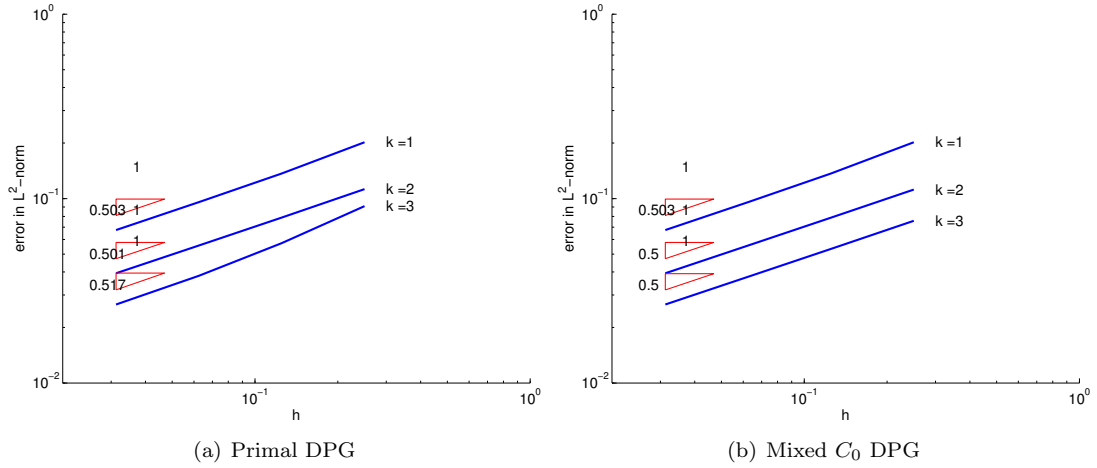 10^0
10^-1
10^-2
error in L^2-norm
1
0.503 1
1
0.501
0.517
k =1
k =2
k =3
10^-1
10^0
h
(a) Primal DPG
10^0
10^-1
10^-2
error in L^2-norm
1
0.503 1
1
0.5
0.5
k =1
k =2
k =3
10^-1
10^0
h
(b) Mixed C_0 DPG